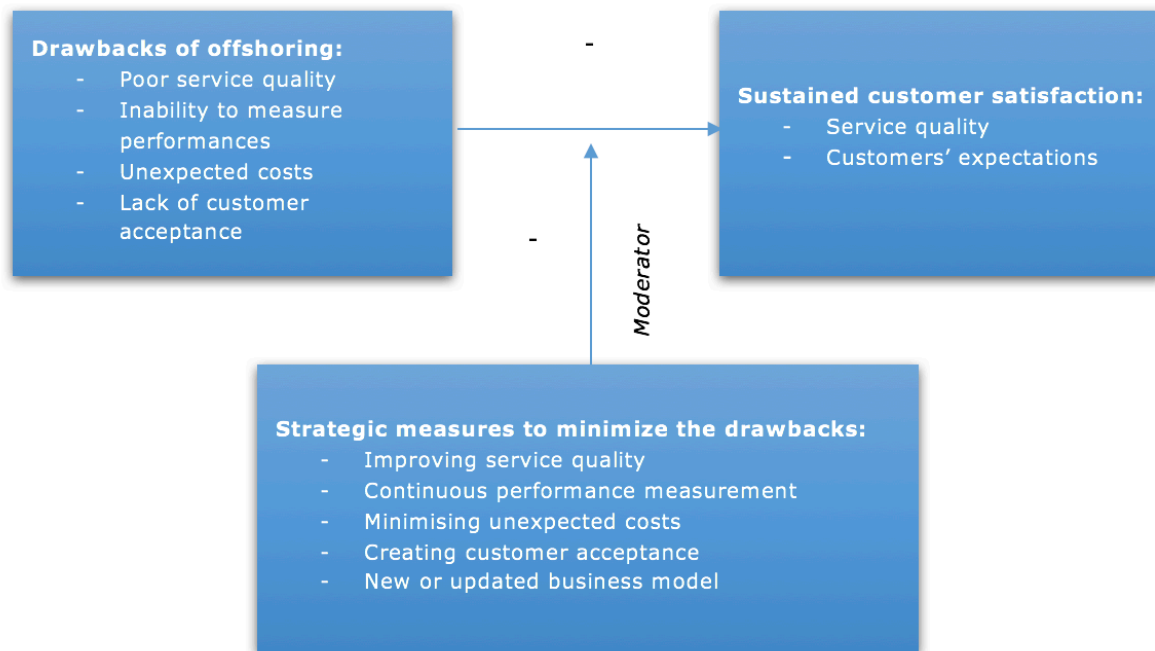 Drawbacks of offshoring:
- Poor service quality
- Inability to measure
performances
- Unexpected costs
- Lack of customer
acceptance
-
Sustained customer satisfaction:
- Service quality
- Customers’ expectations
-
Moderator
Strategic measures to minimize the drawbacks:
- Improving service quality
- Continuous performance measurement
- Minimising unexpected costs
- Creating customer acceptance
- New or updated business model